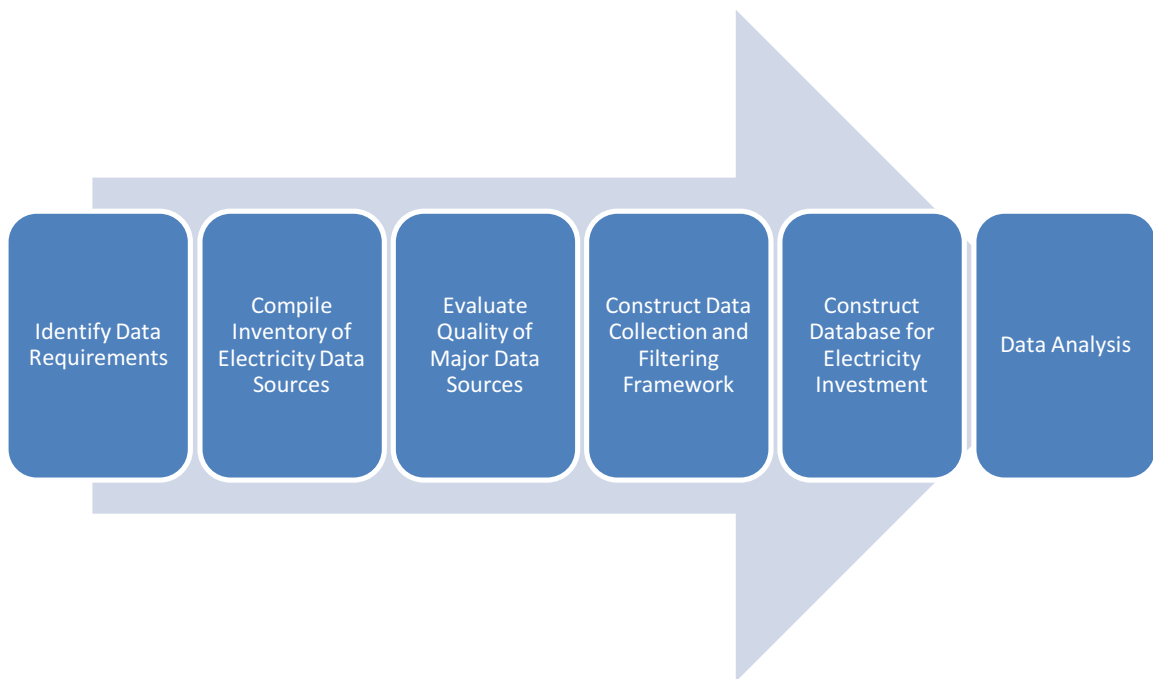 Identify Data
Requirements
Compile
Inventory of
Electricity Data
Sources
Evaluate
Quality of
Major Data
Sources
Construct Data
Collection and
Filtering
Framework
Construct
Database for
Electricity
Investment
Data Analysis